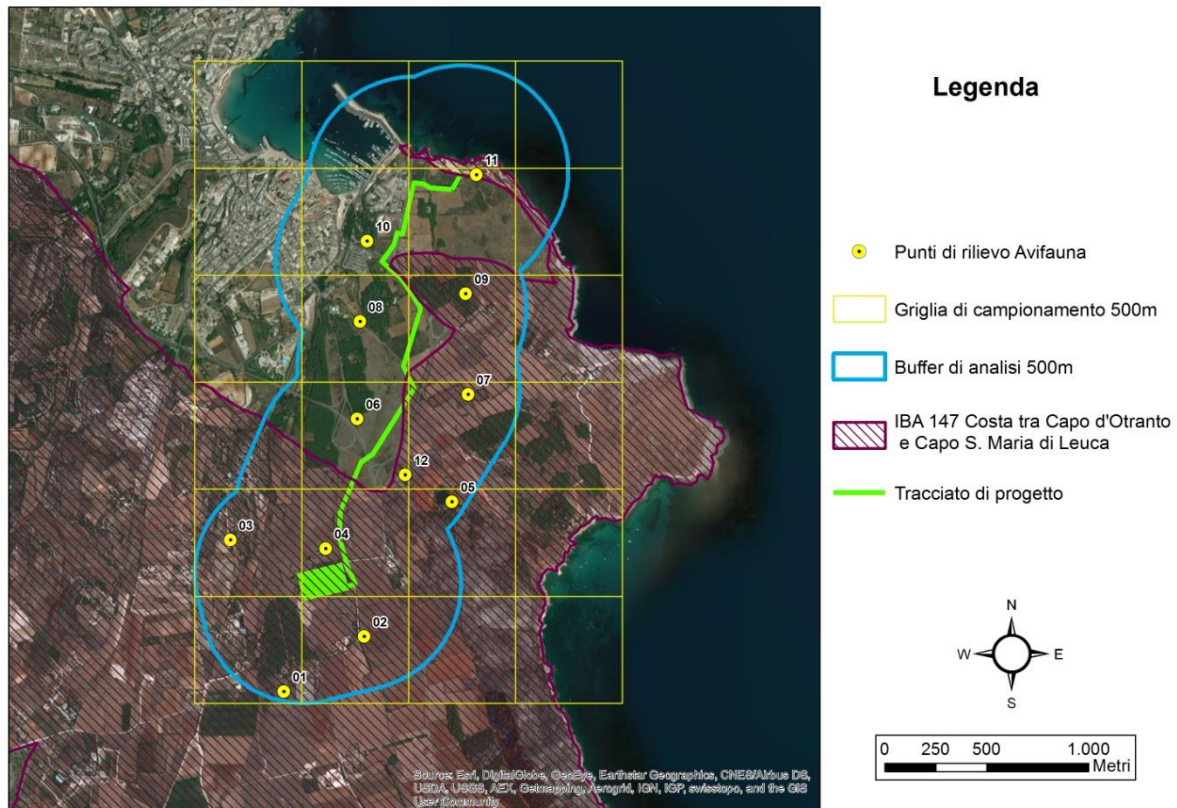 Legenda
Punti di rilievo Avifauna
Griglia di campionamento 500m
Buffer di analisi 500m
IBA 147 Costa tra Capo d'Otranto
e Capo S. Maria di Leuca
Tracciato di progetto
11
10
09
08
07
06
12
05
03
04
02
01
N
W E
S
0 250 500 1.000
Metri
Source: Esri, DigitalGlobe, GeoEye, Earthstar Geographics, CNES/Airbus DS,
USDA, USGS, AEX, Getmapping, Aerogrid, IGN, IGP, swisstopo, and the GIS
User Community